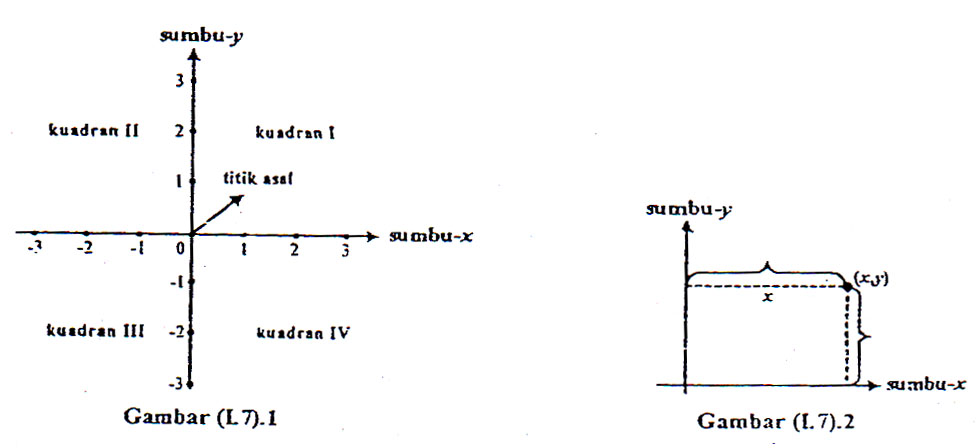 sumbu-y
3
kuadran II
2
kuadran I
1
titik asal
-3
-2
-1
0
1
2
3
sumbu-x
-1
kuadran III
-2
kuadran IV
-3
Gambar (I.7).1
sumbu-y
(x,y)
x
sumbu-x
Gambar (I.7).2